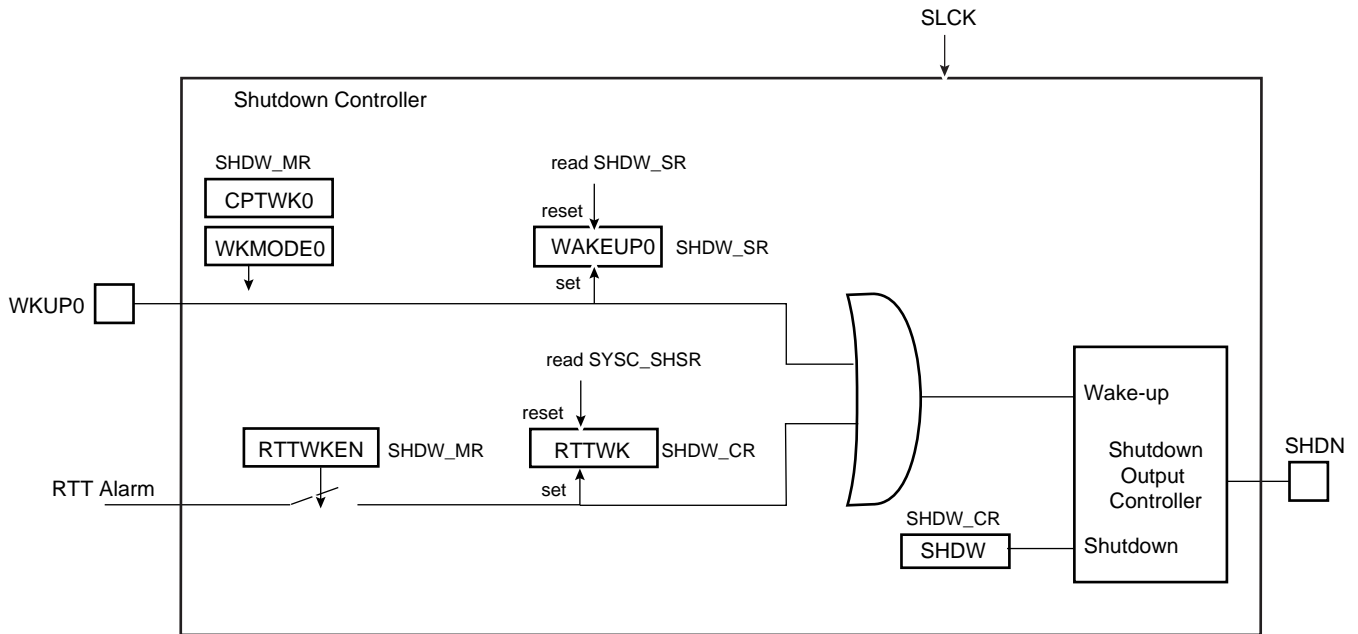 SLCK
Shutdown Controller
SHDW_MR
CPTWK0
WKMODE0
read SHDW_SR
reset
WAKEUP0
SHDW_SR
set
WKUP0
read SYSC_SHSR
reset
RTTWKEN
SHDW_MR
RTTWK
SHDW_CR
set
RTT Alarm
Wake-up
Shutdown
Output
Controller
SHDN
SHDW_CR
SHDW
Shutdown